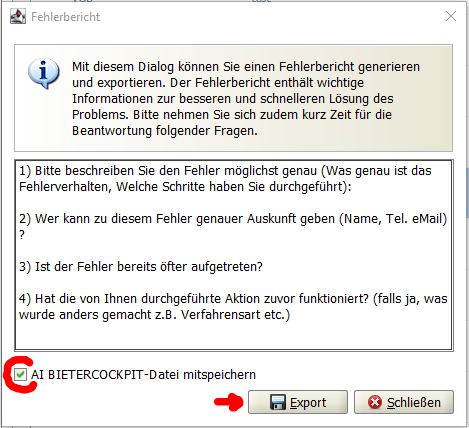 Fehlerbericht
Mit diesem Dialog können Sie einen Fehlerbericht generieren
und exportieren. Der Fehlerbericht enthält wichtige
Informationen zur besseren und schnelleren Lösung des
Problems. Bitte nehmen Sie sich zudem kurz Zeit für die
Beantwortung folgender Fragen.
1) Bitte beschreiben Sie den Fehler möglichst genau (Was genau ist das
Fehlerverhalten, Welche Schritte haben Sie durchgeführt):
2) Wer kann zu diesem Fehler genauer Auskunft geben (Name, Tel. eMail)
?
3) Ist der Fehler bereits öfter aufgetreten?
4) Hat die von Ihnen durchgeführte Aktion zuvor funktioniert? (falls ja, was
wurde anders gemacht z.B. Verfahrensart etc.)
AI BIETERCOCKPIT-Datei mitspeichern
Export
Schließen